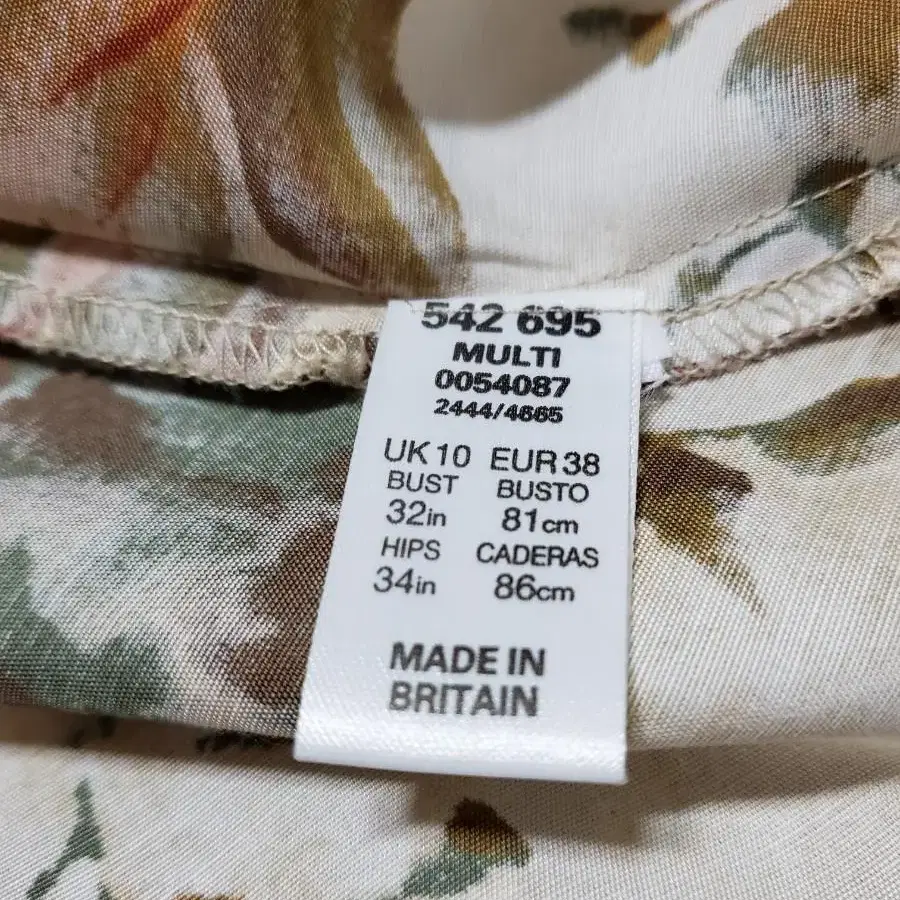 542 695
MULTI
0054087
2444/4665
UK 10 EUR 38
BUST BUSTO
32in 81cm
HIPS CADERAS
34in 86cm
MADE IN
BRITAIN